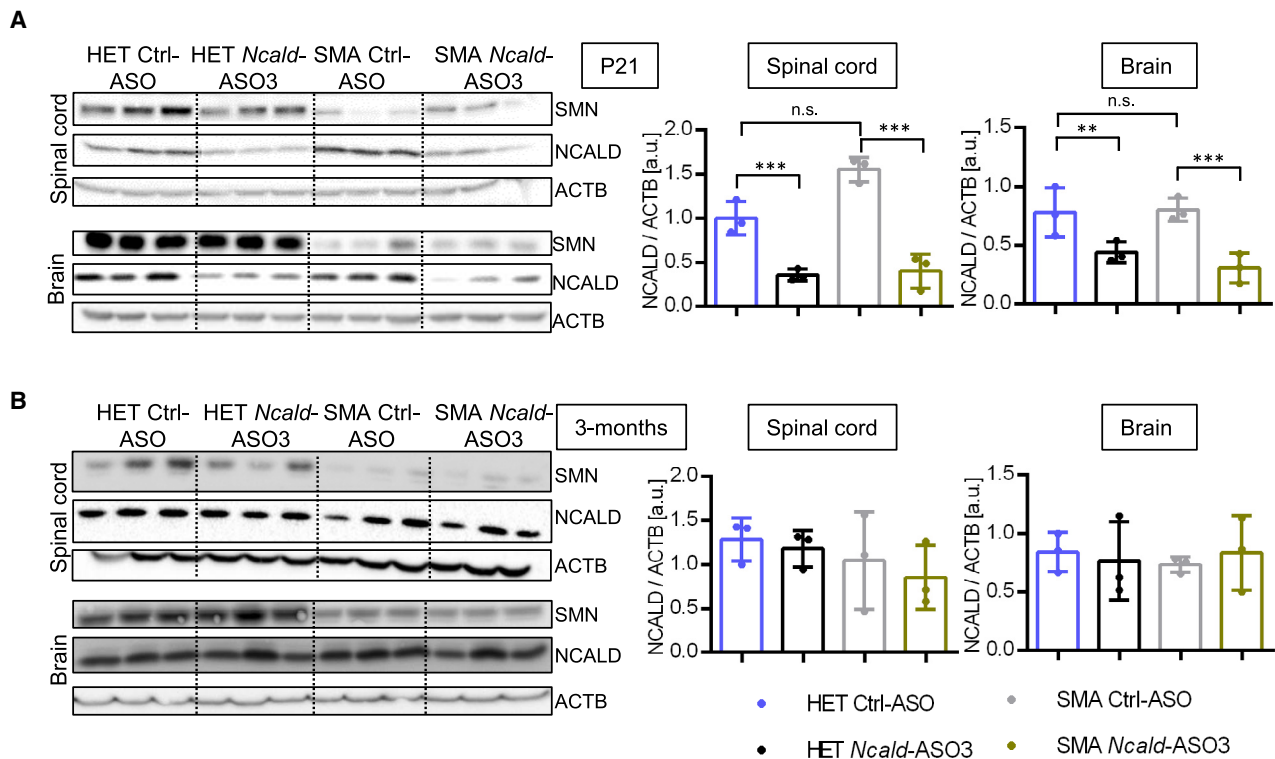 A
HET Ctrl- HET Ncald- SMA Ctrl- SMA Ncald-
ASO ASO3 ASO ASO3
P21
Spinal cord
Brain
Spinal cord
SMN
NCALD
ACTB
Brain
SMN
NCALD
ACTB
NCALD / ACTB [a.u.]
2.0
1.5
1.0
0.5
0.0
n.s.
***
***
NCALD / ACTB [a.u.]
1.5
1.0
0.5
0.0
n.s.
**
***
B
HET Ctrl- HET Ncald- SMA Ctrl- SMA Ncald-
ASO ASO3 ASO ASO3
3-months
Spinal cord
Brain
Spinal cord
SMN
NCALD
ACTB
Brain
SMN
NCALD
ACTB
NCALD / ACTB [a.u.]
2.0
1.5
1.0
0.5
0.0
NCALD / ACTB [a.u.]
1.5
1.0
0.5
0.0
HET Ctrl-ASO
SMA Ctrl-ASO
HET Ncald-ASO3
SMA Ncald-ASO3